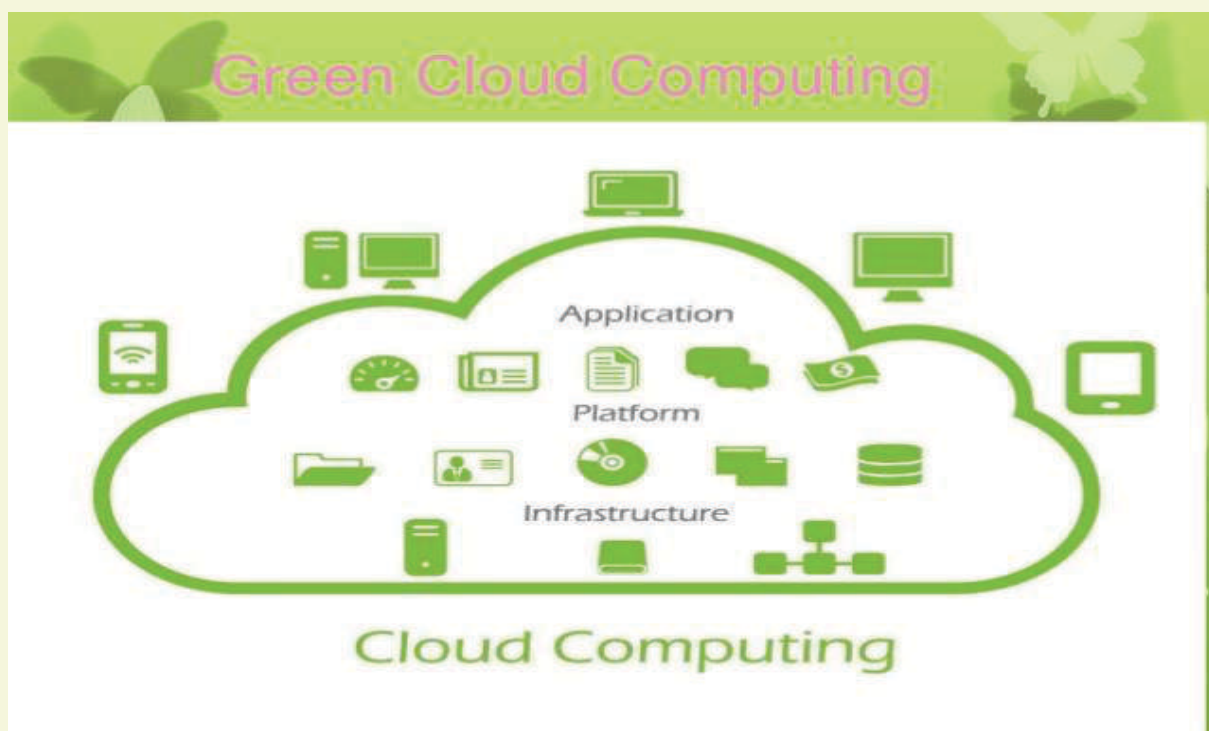 Green Cloud Computing
Application
Platform
Infrastructure
Cloud Computing